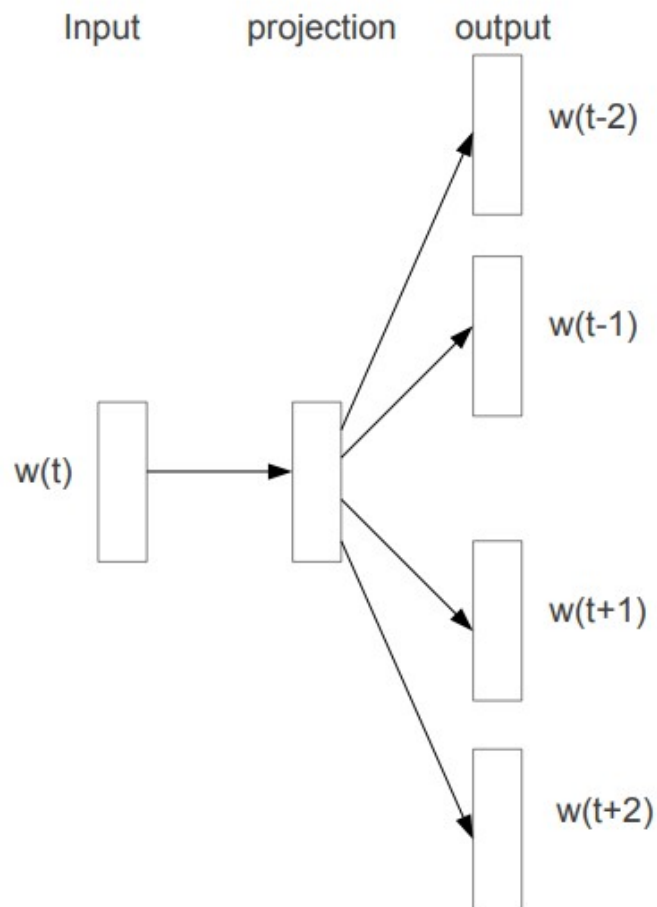 Input projection output
w(t-2)
w(t-1)
w(t)
w(t+1)
w(t+2)